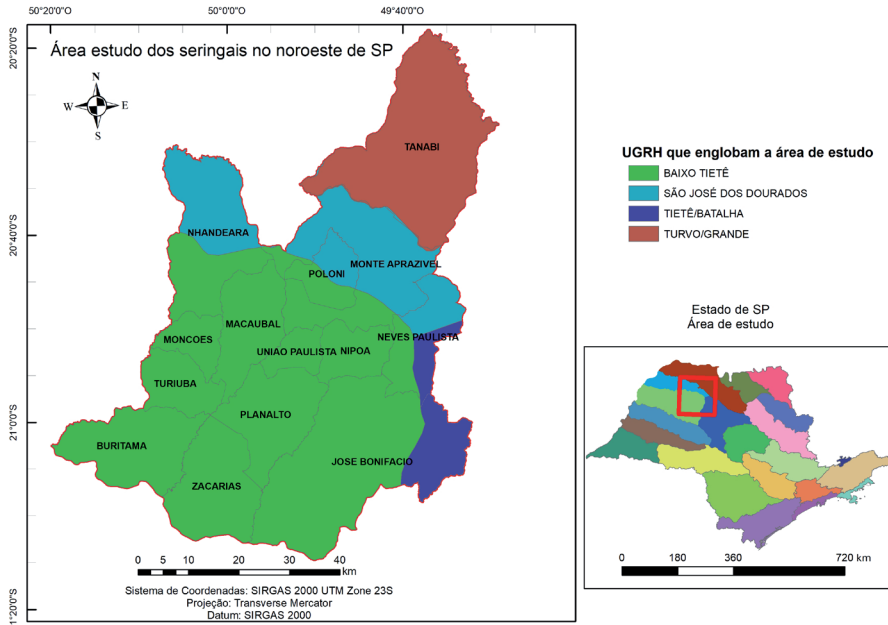 50°20'0"O 50°0'0"O 49°40'0"O
20°20'0"S
Área estudo dos seringais no noroeste de SP
N
W E
S
TANABI
UGRH que englobam a área de estudo
BAIXO TIETÊ
SÃO JOSÉ DOS DOURADOS
TIETÊ/BATALHA
TURVO/GRANDE
20°40'0"S
NHANDEARA
MONTE APRAZIVEL
POLONI
MACAUBAL
NEVES PAULISTA
MONCOES
UNIAO PAULISTA
NIPOA
TURIUBA
PLANALTO
21°0'0"S
BURITAMA
JOSE BONIFACIO
ZACARIAS
Estado de SP
Área de estudo
0 5 10 20 30 40
km
Sistema de Coordenadas: SIRGAS 2000 UTM Zone 23S
Projeção: Transverse Mercator
Datum: SIRGAS 2000
0 180 360 720
km
1°20'0"S